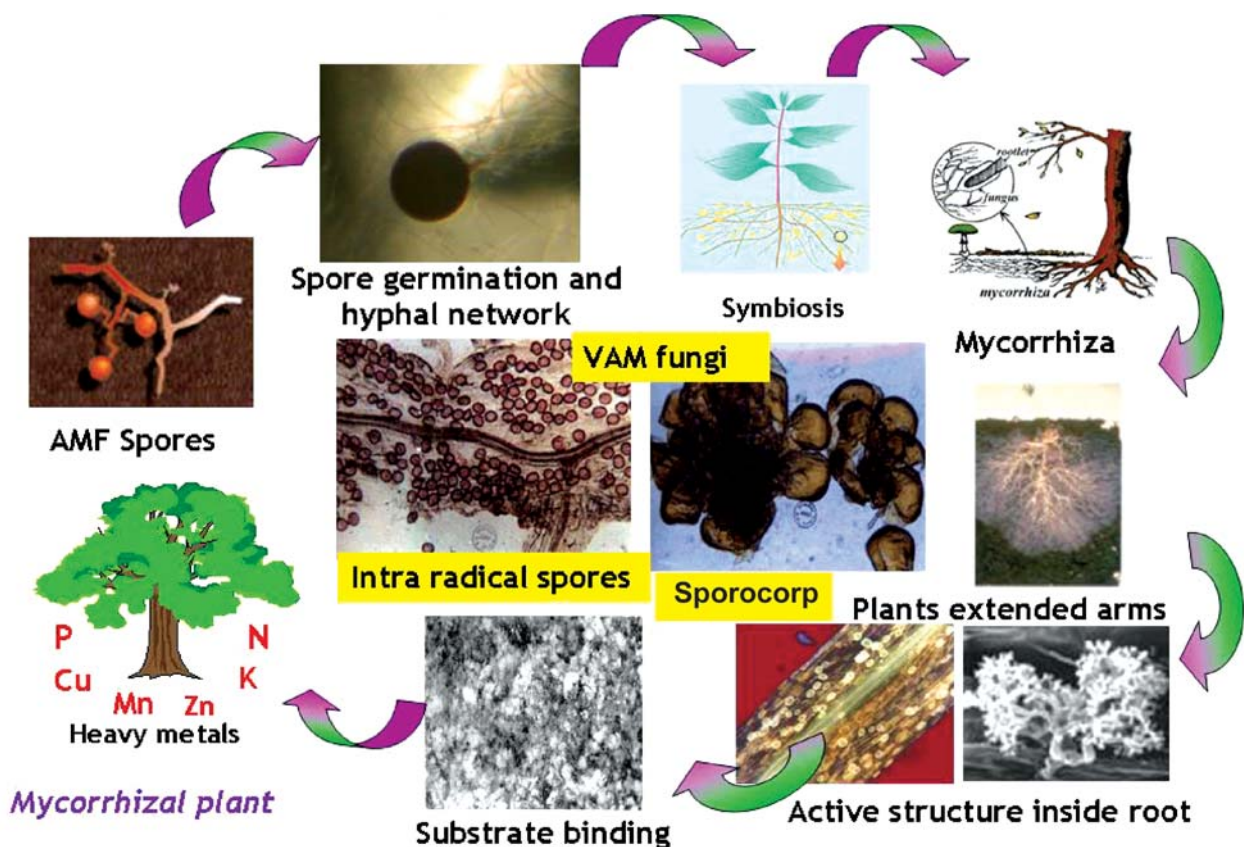 Spore germination and
hyphal network
Symbiosis
rootlet
fungus
mycorrhiza
Mycorrhiza
AMF Spores
VAM fungi
Intra radical spores
Sporocorp
Plants extended arms
P
N
Cu
K
Mn
Zn
Heavy metals
Mycorrhizal plant
Substrate binding
Active structure inside root